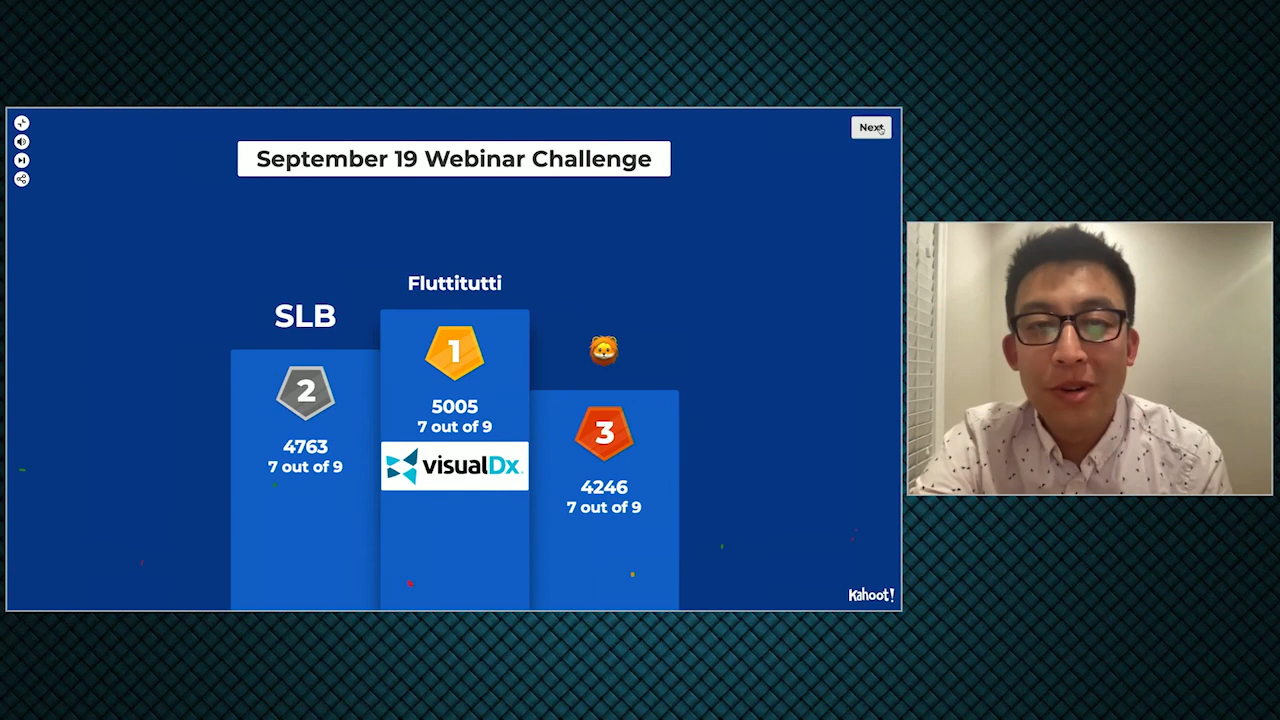 Next
September 19 Webinar Challenge
Fluttitutti
SLB
1
5005
7 out of 9
visualDx
2
4763
7 out of 9
3
4246
7 out of 9
Kahoot!